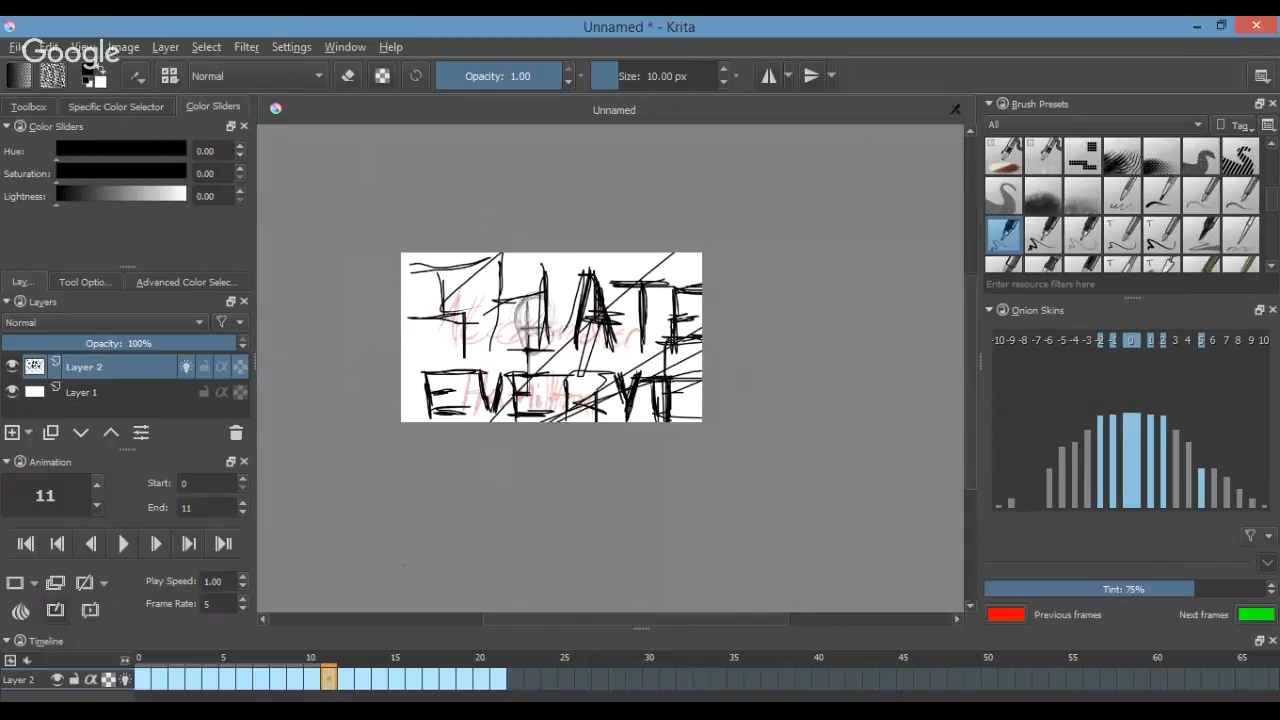 Unnamed * - Krita
File Edit View Image Layer Select Filter Settings Window Help
Google
Normal
Opacity: 1.00
Size: 10.00 px
Toolbox
Specific Color Selector
Color Sliders
Unnamed
Brush Presets
Color Sliders
All
Tag
Hue: 0.00
Saturation: 0.00
Lightness: 0.00
Lay...
Tool Optio...
Advanced Color Selec...
Enter resource filters here
Layers
Normal
Opacity: 100%
Layer 2
Layer 1
HATE
EVERYT
Onion Skins
-10 -9 -8 -7 -6 -5 -4 -3 -2 -1 0 1 2 3 4 5 6 7 8 9 10
Animation
11
Start: 0
End: 11
Play Speed: 1.00
Frame Rate: 5
Tint: 75%
Previous frames
Next frames
Timeline
0 5 10 15 20 25 30 35 40 45 50 55 60 65
Layer 2